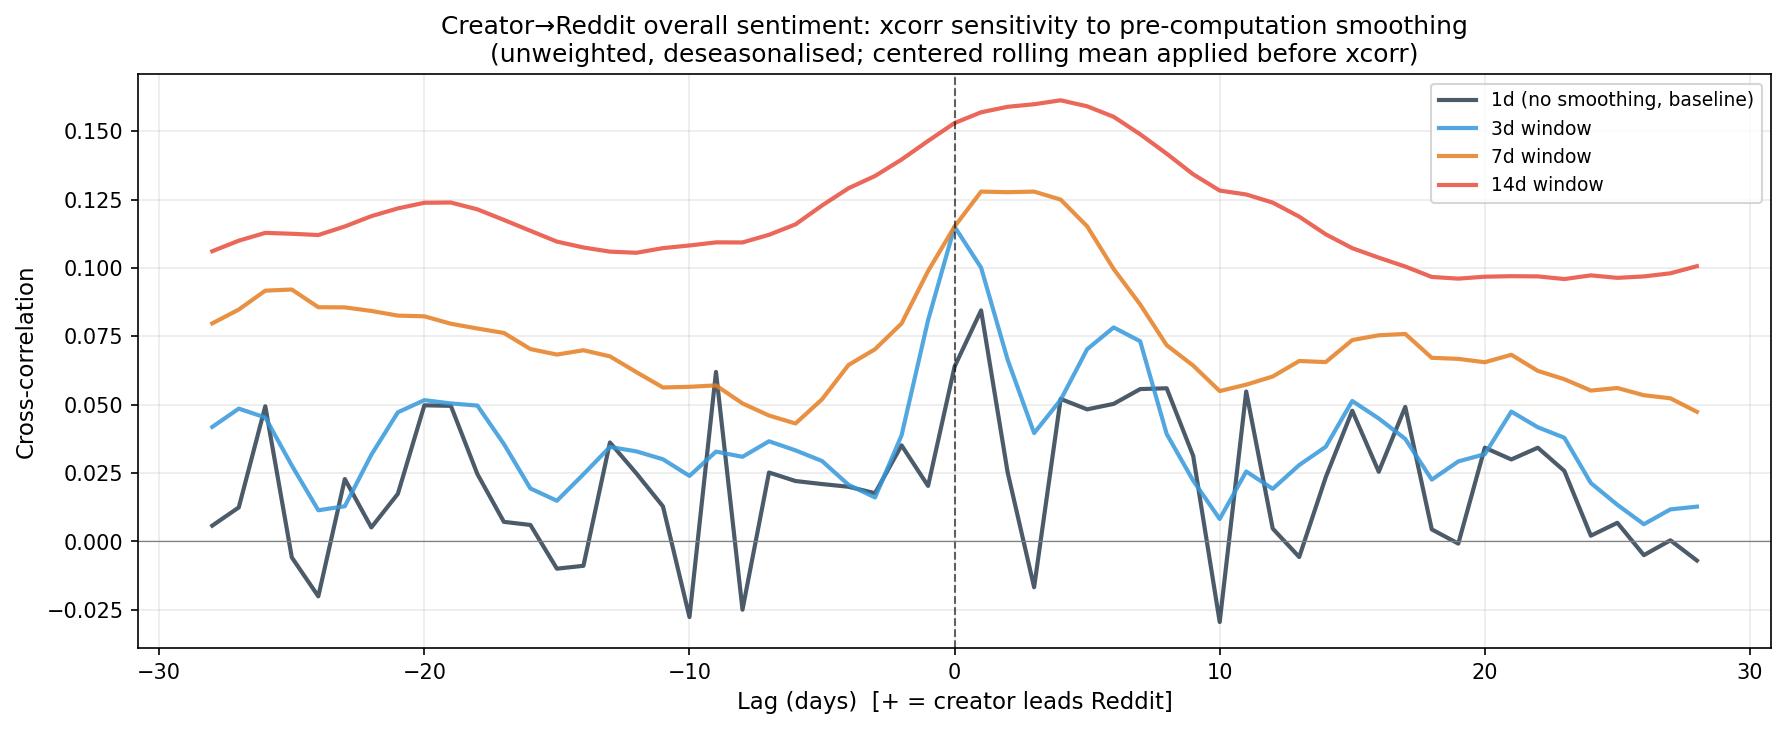 Creator→Reddit overall sentiment: xcorr sensitivity to pre-computation smoothing
(unweighted, deseasonalised; centered rolling mean applied before xcorr)
1d (no smoothing, baseline)
3d window
7d window
14d window
Cross-correlation
0.150
0.125
0.100
0.075
0.050
0.025
0.000
−0.025
−30
−20
−10
0
10
20
30
Lag (days)  [+ = creator leads Reddit]